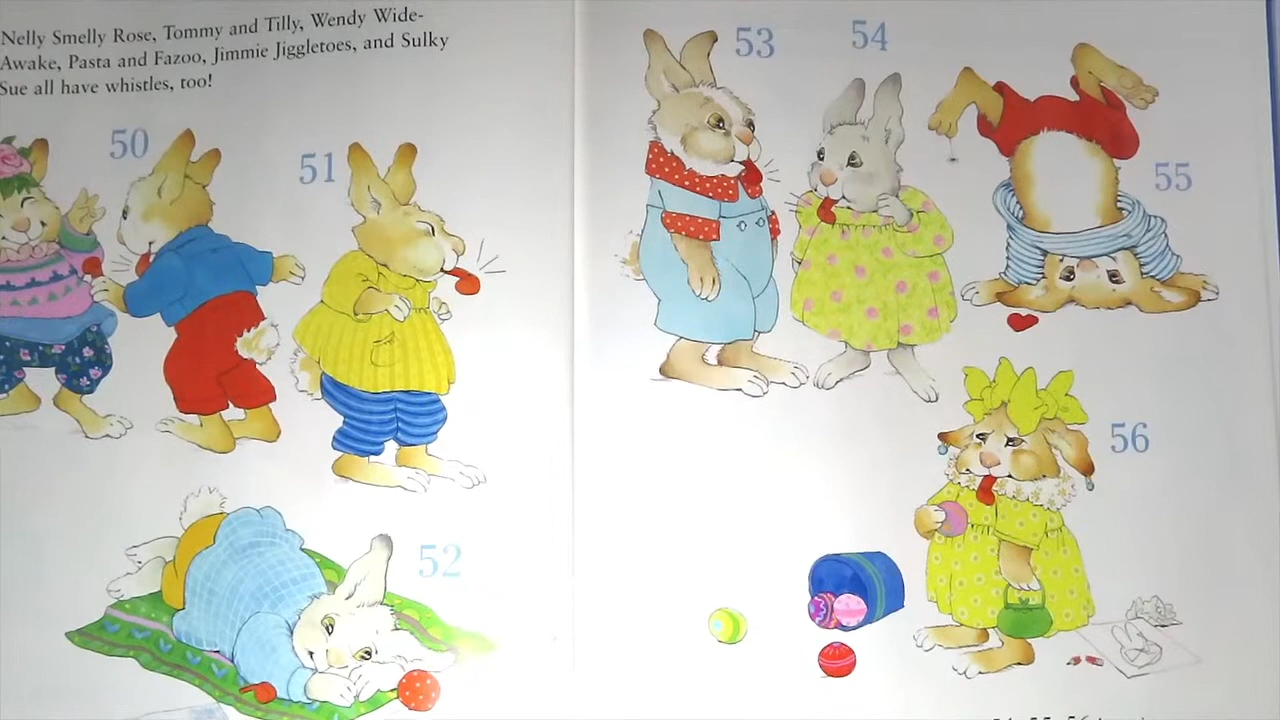 Nelly Smelly Rose, Tommy and Tilly, Wendy Wide-
Awake, Pasta and Fazoo, Jimmie Jiggletoes, and Sulky
Sue all have whistles, too!
50
51
52
53
54
55
56